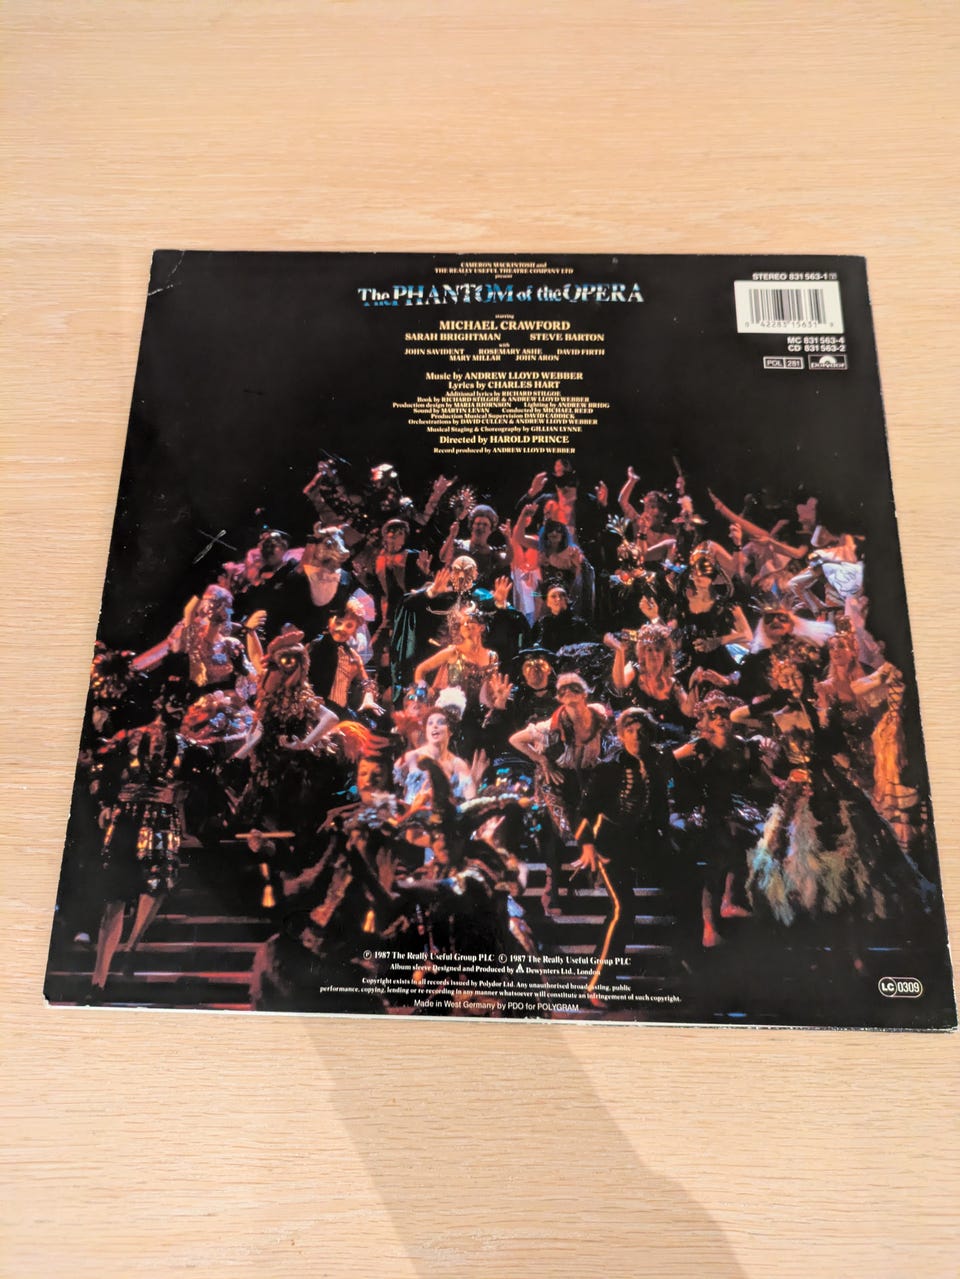 CAMERON MACKINTOSH and
THE REALLY USEFUL THEATRE COMPANY LTD
present
The PHANTOM of the OPERA
starring
MICHAEL CRAWFORD
SARAH BRIGHTMAN STEVE BARTON
with
JOHN SAVIDENT ROSEMARY ASHE DAVID FIRTH
MARY MILLAR JOHN ARON
Music by ANDREW LLOYD WEBBER
Lyrics by CHARLES HART
Additional lyrics by RICHARD STILGOE
Book by RICHARD STILGOE & ANDREW LLOYD WEBBER
Production design by MARIA BJORNSON Lighting by ANDREW BRIDGE
Sound by MARTIN LEVAN Conducted by MICHAEL REED
Production Musical Supervision DAVID CADDICK
Orchestrations by DAVID CULLEN & ANDREW LLOYD WEBBER
Musical Staging & Choreography by GILLIAN LYNNE
Directed by HAROLD PRINCE
Record produced by ANDREW LLOYD WEBBER
STEREO 831 563-1
0 42283 15631 9
MC 831 563-4
CD 831 563-2
POL 281 polydor
℗ 1987 The Really Useful Group PLC © 1987 The Really Useful Group PLC
Album sleeve Designed and Produced by Dewynters Ltd., London
Copyright exists in all records issued by Polydor Ltd. Any unauthorised broadcasting, public
performance, copying, lending or re-recording in any manner whatsoever will constitute an infringement of such copyright.
Made in West Germany by PDO for POLYGRAM
LC 0309